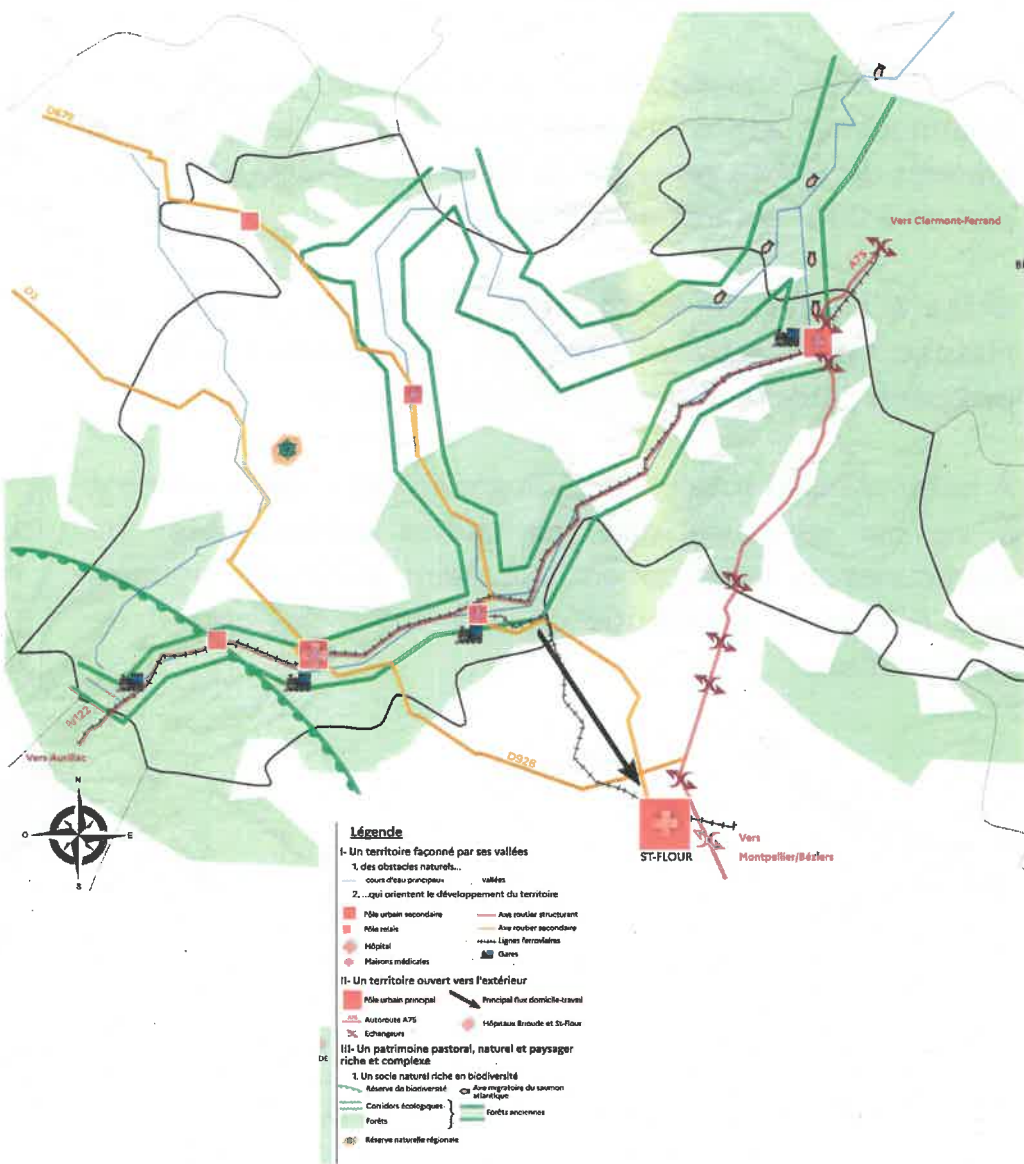 D679
D3
Vers Clermont-Ferrand
A75
N122
Vers Aurillac
D926
N
O
E
S
ST-FLOUR
Vers
Montpellier/Béziers
DE
Légende
I- Un territoire façonné par ses vallées
1. des obstacles naturels...
cours d'eau principaux
vallées
2. ...qui orientent le développement du territoire
Pôle urbain secondaire
Axe routier structurant
Pôle relais
Axe routier secondaire
Hôpital
Lignes ferroviaires
Maisons médicales
Gares
II- Un territoire ouvert vers l'extérieur
Pôle urbain principal
Principal flux domicile-travail
Autoroute A75
Hôpitaux Brioude et St-Flour
Echangeurs
III- Un patrimoine pastoral, naturel et paysager
riche et complexe
1. Un socle naturel riche en biodiversité
Réserve de biodiversité
Axe migratoire du saumon
atlantique
Corridors écologiques
Forêts anciennes
Forêts
Réserve naturelle régionale